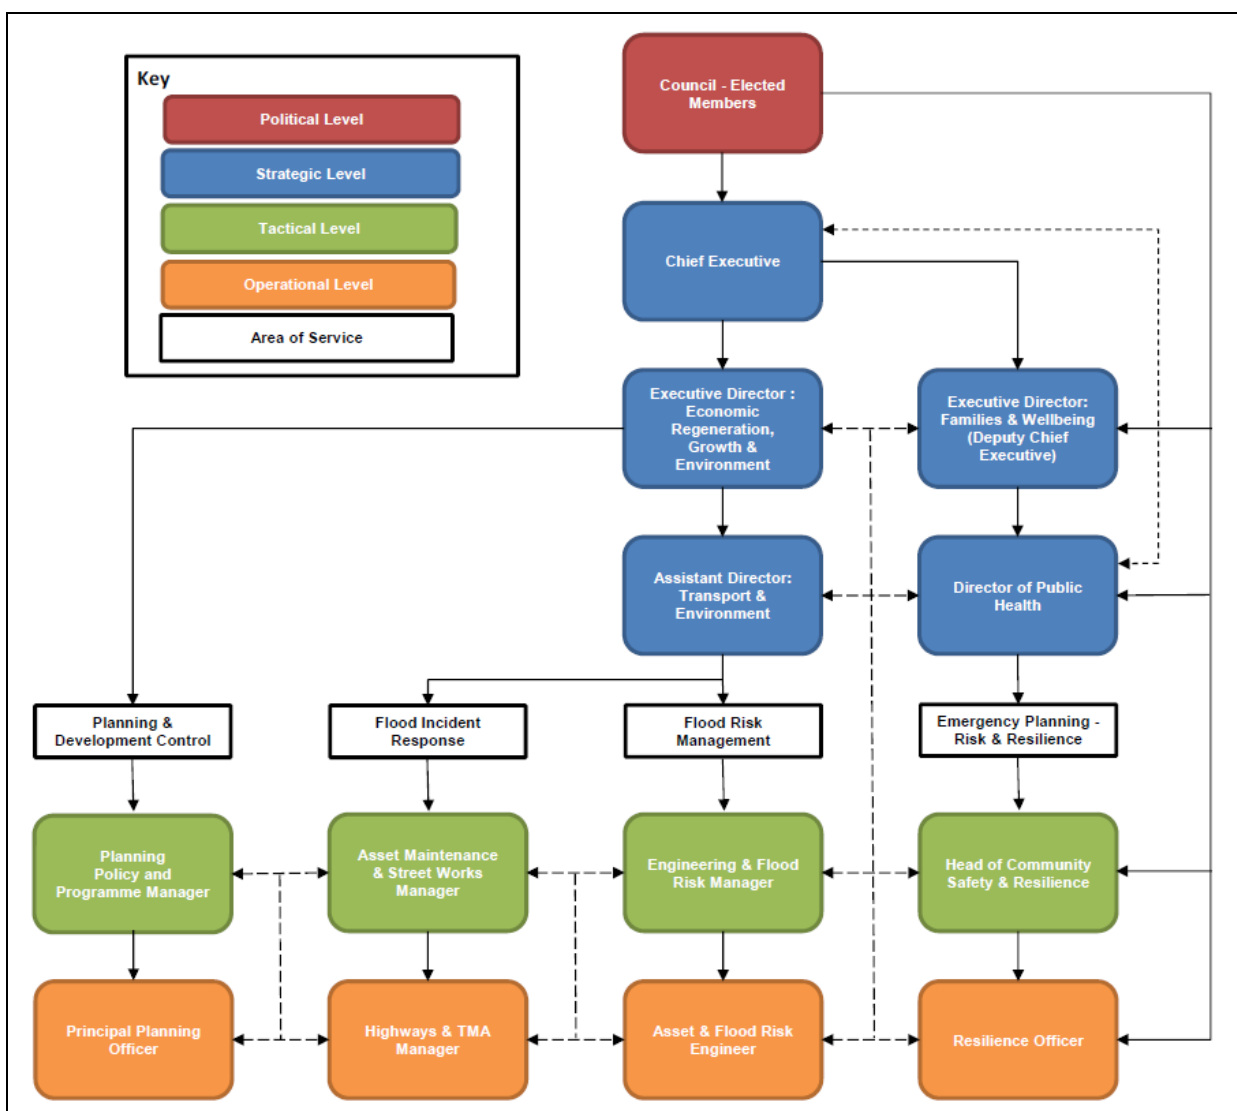 Key
Political Level
Strategic Level
Tactical Level
Operational Level
Area of Service
Council - Elected
Members
Chief Executive
Executive Director :
Economic
Regeneration,
Growth &
Environment
Executive Director:
Families & Wellbeing
(Deputy Chief
Executive)
Assistant Director:
Transport &
Environment
Director of Public
Health
Planning &
Development Control
Flood Incident
Response
Flood Risk
Management
Emergency Planning -
Risk & Resilience
Planning
Policy and
Programme Manager
Asset Maintenance
& Street Works
Manager
Engineering & Flood
Risk Manager
Head of Community
Safety & Resilience
Principal Planning
Officer
Highways & TMA
Manager
Asset & Flood Risk
Engineer
Resilience Officer